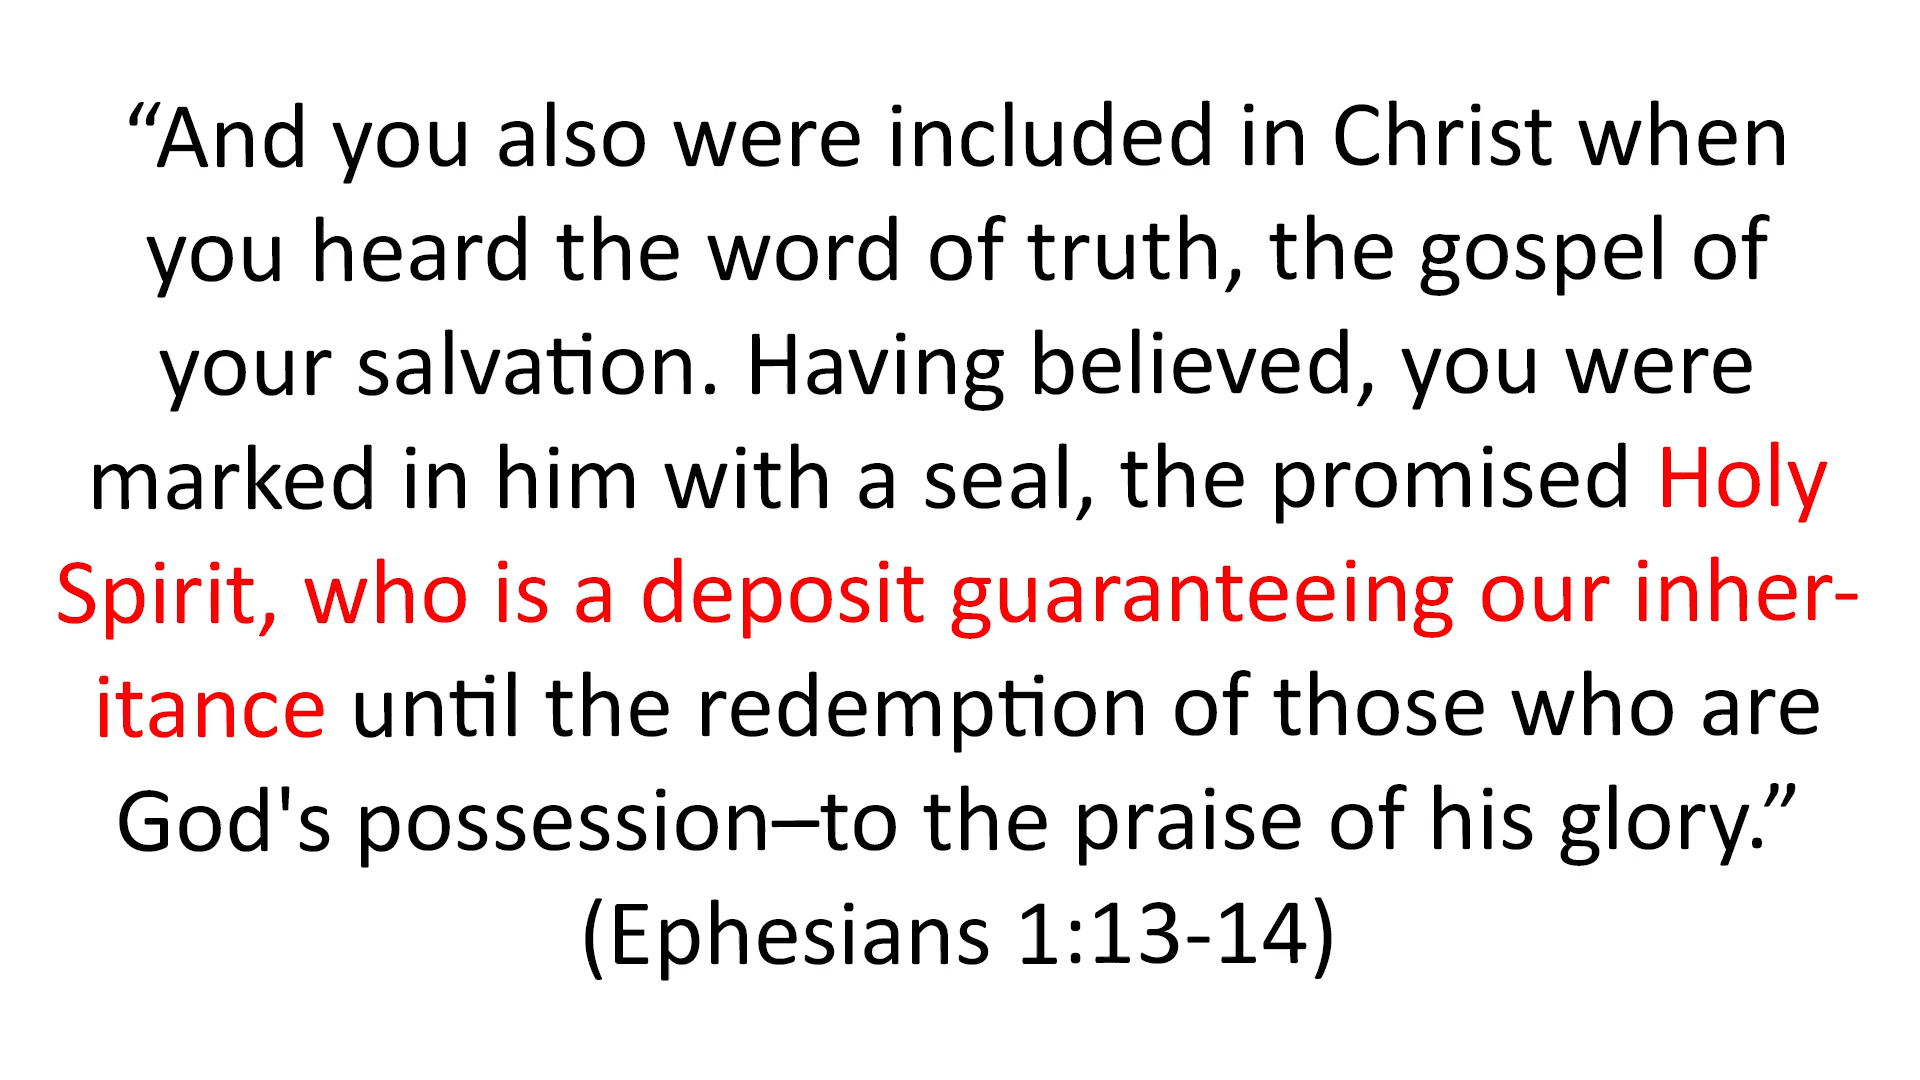 “And you also were included in Christ when
you heard the word of truth, the gospel of
your salvation. Having believed, you were
marked in him with a seal, the promised Holy
Spirit, who is a deposit guaranteeing our inher-
itance until the redemption of those who are
God's possession–to the praise of his glory.”
(Ephesians 1:13-14)